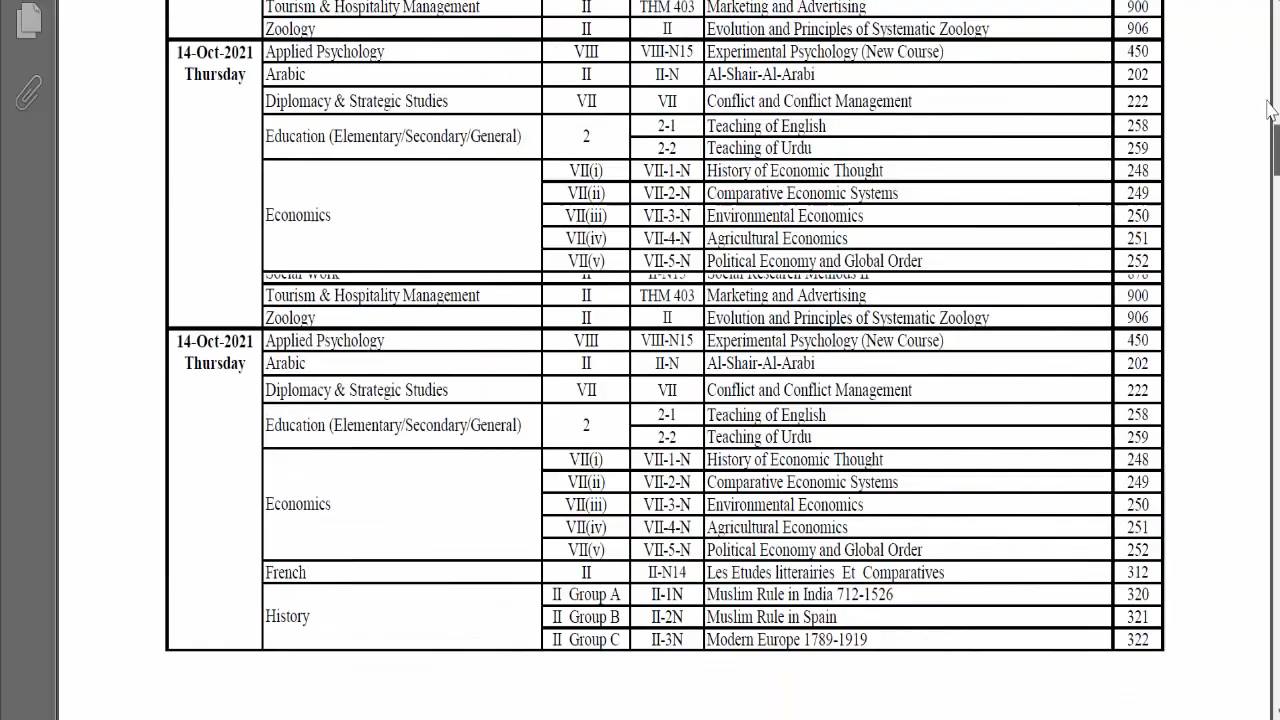 Tourism & Hospitality Management II THM 403 Marketing and Advertising 900
Zoology II II Evolution and Principles of Systematic Zoology 906
14-Oct-2021 Applied Psychology VIII VIII-N15 Experimental Psychology (New Course) 450
Thursday Arabic II II-N Al-Shair-Al-Arabi 202
Diplomacy & Strategic Studies VII VII Conflict and Conflict Management 222
Education (Elementary/Secondary/General) 2 2-1 Teaching of English 258
2-2 Teaching of Urdu 259
Economics VII(i) VII-1-N History of Economic Thought 248
VII(ii) VII-2-N Comparative Economic Systems 249
VII(iii) VII-3-N Environmental Economics 250
VII(iv) VII-4-N Agricultural Economics 251
VII(v) VII-5-N Political Economy and Global Order 252
Social Work II II-N15 Social Research Methods II 878
Tourism & Hospitality Management II THM 403 Marketing and Advertising 900
Zoology II II Evolution and Principles of Systematic Zoology 906
14-Oct-2021 Applied Psychology VIII VIII-N15 Experimental Psychology (New Course) 450
Thursday Arabic II II-N Al-Shair-Al-Arabi 202
Diplomacy & Strategic Studies VII VII Conflict and Conflict Management 222
Education (Elementary/Secondary/General) 2 2-1 Teaching of English 258
2-2 Teaching of Urdu 259
Economics VII(i) VII-1-N History of Economic Thought 248
VII(ii) VII-2-N Comparative Economic Systems 249
VII(iii) VII-3-N Environmental Economics 250
VII(iv) VII-4-N Agricultural Economics 251
VII(v) VII-5-N Political Economy and Global Order 252
French II II-N14 Les Etudes litterairies Et Comparatives 312
History II Group A II-1N Muslim Rule in India 712-1526 320
II Group B II-2N Muslim Rule in Spain 321
II Group C II-3N Modern Europe 1789-1919 322